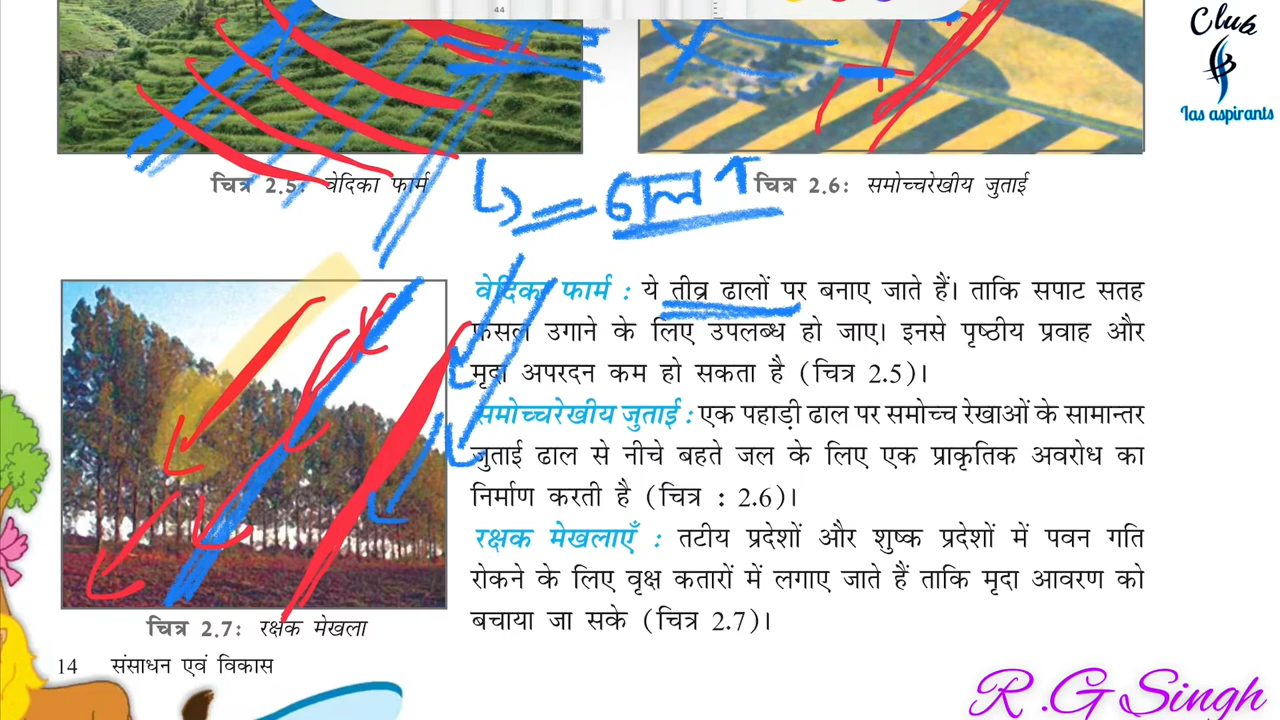 44
Club
Ias aspirants
चित्र 2.5: वेदिका फार्म
ढाल ↑
चित्र 2.6: समोच्चरेखीय जुताई
वेदिका फार्म : ये तीव्र ढालों पर बनाए जाते हैं। ताकि सपाट सतह
फसल उगाने के लिए उपलब्ध हो जाए। इनसे पृष्ठीय प्रवाह और
मृदा अपरदन कम हो सकता है (चित्र 2.5)।
समोच्चरेखीय जुताई : एक पहाड़ी ढाल पर समोच्च रेखाओं के सामान्तर
जुताई ढाल से नीचे बहते जल के लिए एक प्राकृतिक अवरोध का
निर्माण करती है (चित्र : 2.6)।
रक्षक मेखलाएँ : तटीय प्रदेशों और शुष्क प्रदेशों में पवन गति
रोकने के लिए वृक्ष कतारों में लगाए जाते हैं ताकि मृदा आवरण को
बचाया जा सके (चित्र 2.7)।
चित्र 2.7: रक्षक मेखला
14 संसाधन एवं विकास
R.G Singh